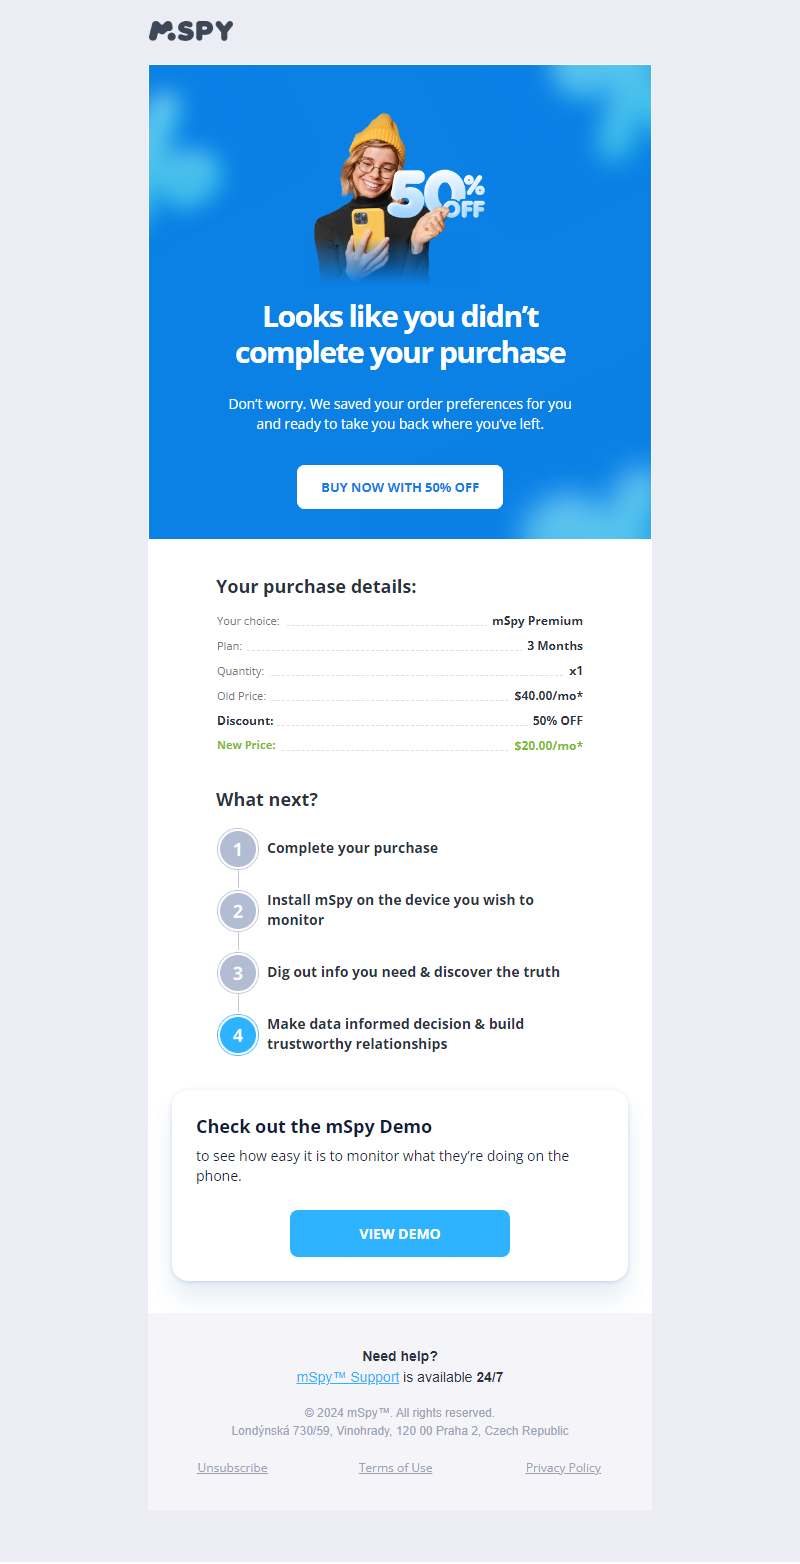 mSPY
50%
OFF
Looks like you didn’t
complete your purchase
Don’t worry. We saved your order preferences for you
and ready to take you back where you’ve left.
BUY NOW WITH 50% OFF
Your purchase details:
Your choice: mSpy Premium
Plan: 3 Months
Quantity: x1
Old Price: $40.00/mo*
Discount: 50% OFF
New Price: $20.00/mo*
What next?
1 Complete your purchase
2 Install mSpy on the device you wish to
monitor
3 Dig out info you need & discover the truth
4 Make data informed decision & build
trustworthy relationships
Check out the mSpy Demo
to see how easy it is to monitor what they’re doing on the
phone.
VIEW DEMO
Need help?
mSpy™ Support is available 24/7
© 2024 mSpy™. All rights reserved.
Londýnská 730/59, Vinohrady, 120 00 Praha 2, Czech Republic
Unsubscribe Terms of Use Privacy Policy